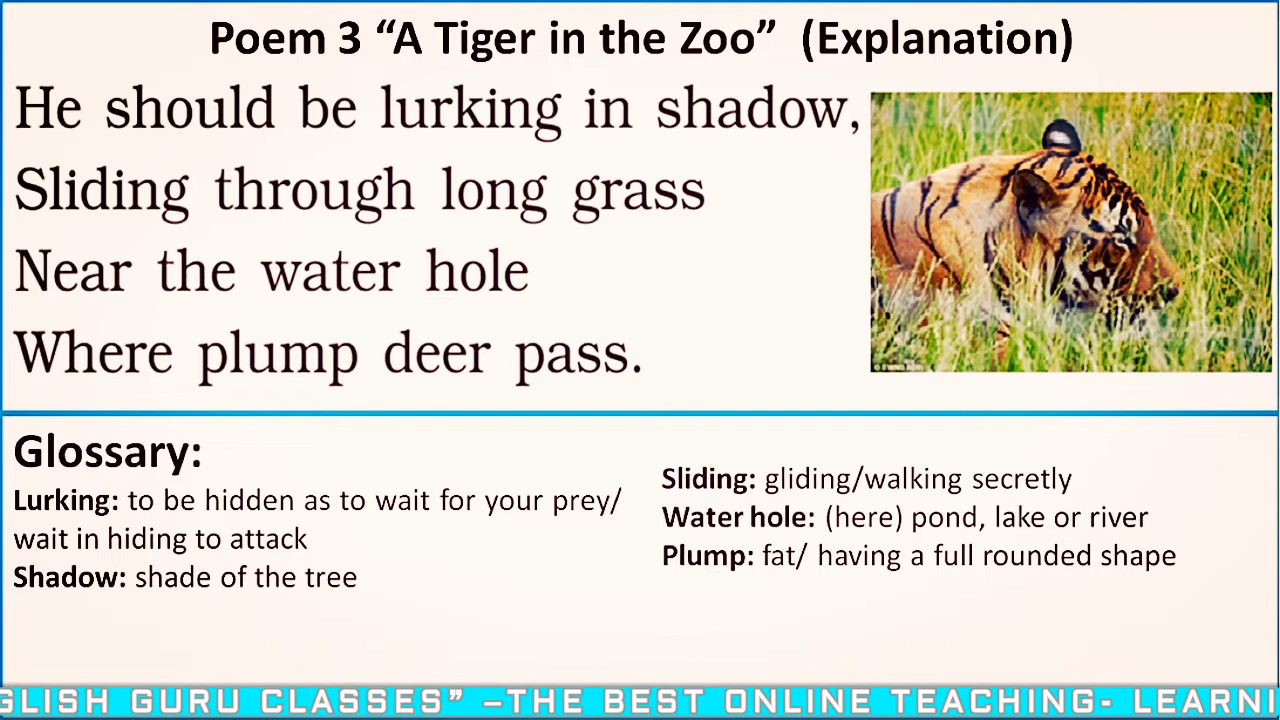 Poem 3 “A Tiger in the Zoo” (Explanation)
He should be lurking in shadow,
Sliding through long grass
Near the water hole
Where plump deer pass.
Glossary:
Lurking: to be hidden as to wait for your prey/
wait in hiding to attack
Shadow: shade of the tree
Sliding: gliding/walking secretly
Water hole: (here) pond, lake or river
Plump: fat/ having a full rounded shape
GLISH GURU CLASSES” –THE BEST ONLINE TEACHING- LEARNI